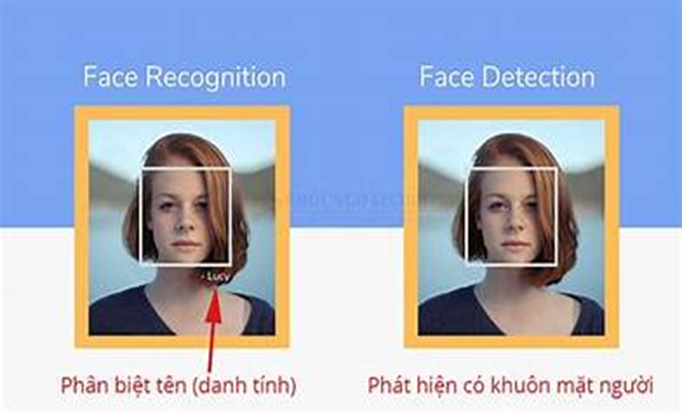 Face Recognition
Face Detection
- Lucy
Phân biệt tên (danh tính)
Phát hiện có khuôn mặt người